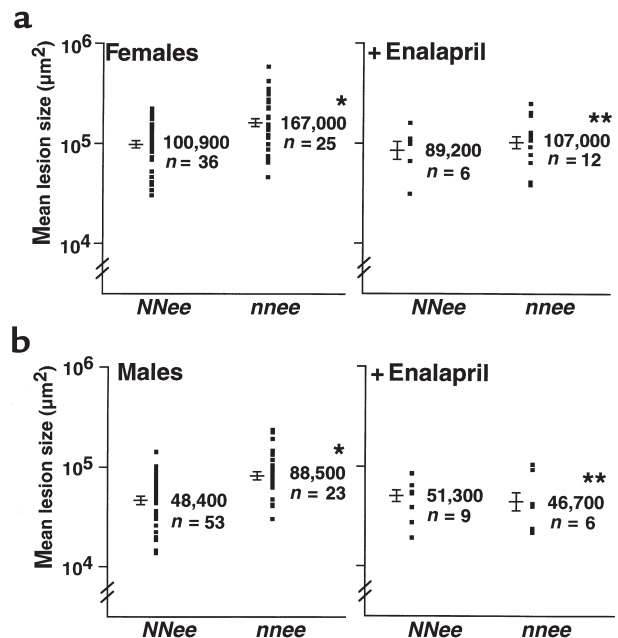 a
Females
+ Enalapril
Mean lesion size (µm²)
10⁶
10⁵
10⁴
100,900
n = 36
*
167,000
n = 25
89,200
n = 6
**
107,000
n = 12
NNee
nnee
NNee
nnee
b
Males
+ Enalapril
Mean lesion size (µm²)
10⁶
10⁵
10⁴
48,400
n = 53
*
88,500
n = 23
51,300
n = 9
**
46,700
n = 6
NNee
nnee
NNee
nnee